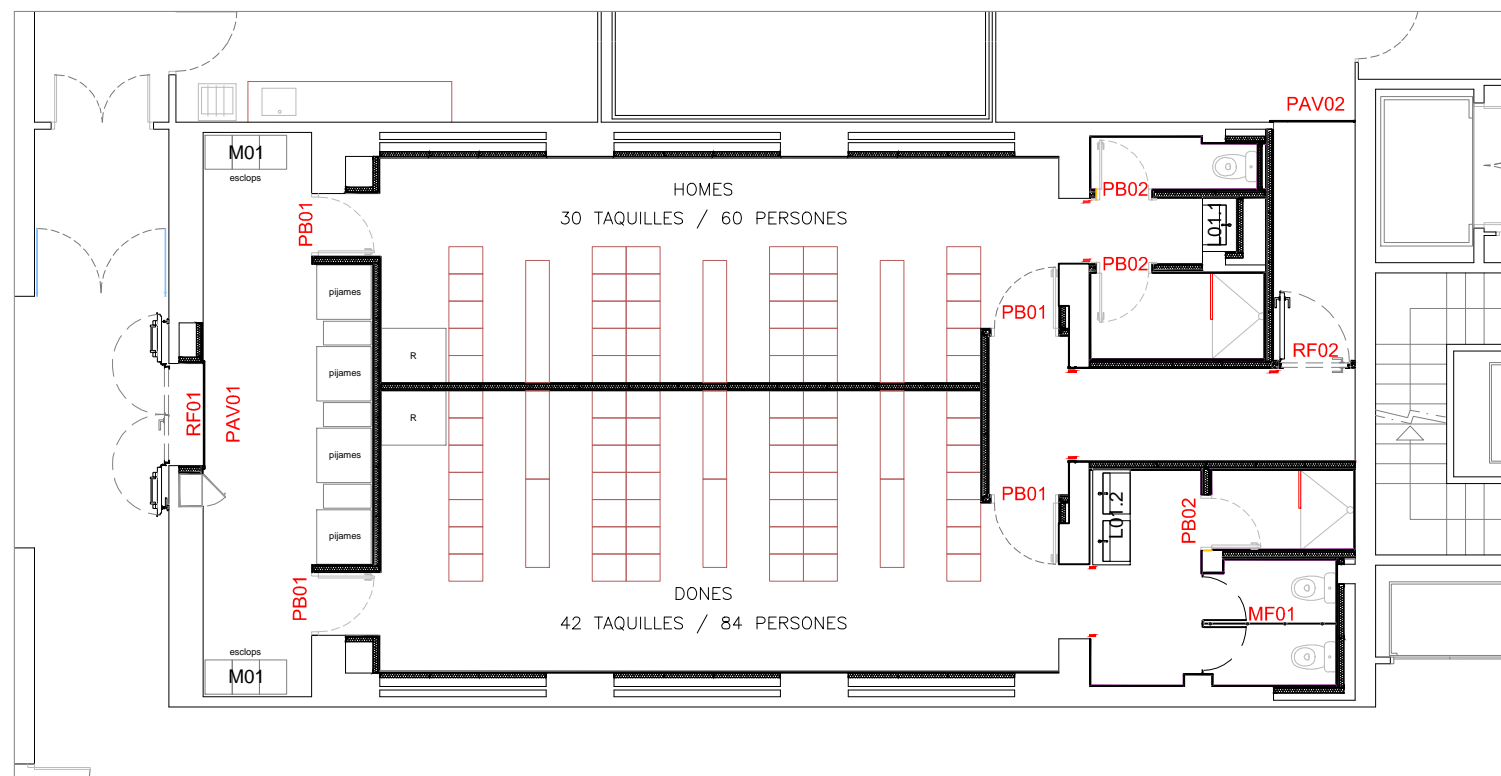 PAV02
M01
esclops
HOMES
30 TAQUILLES / 60 PERSONES
PB02
PB01
L01.1
PB02
pijames
PB01
R
RF02
pijames
RF01
PAV01
R
pijames
PB01
L01.2
PB02
pijames
PB01
DONES
42 TAQUILLES / 84 PERSONES
MF01
esclops
M01